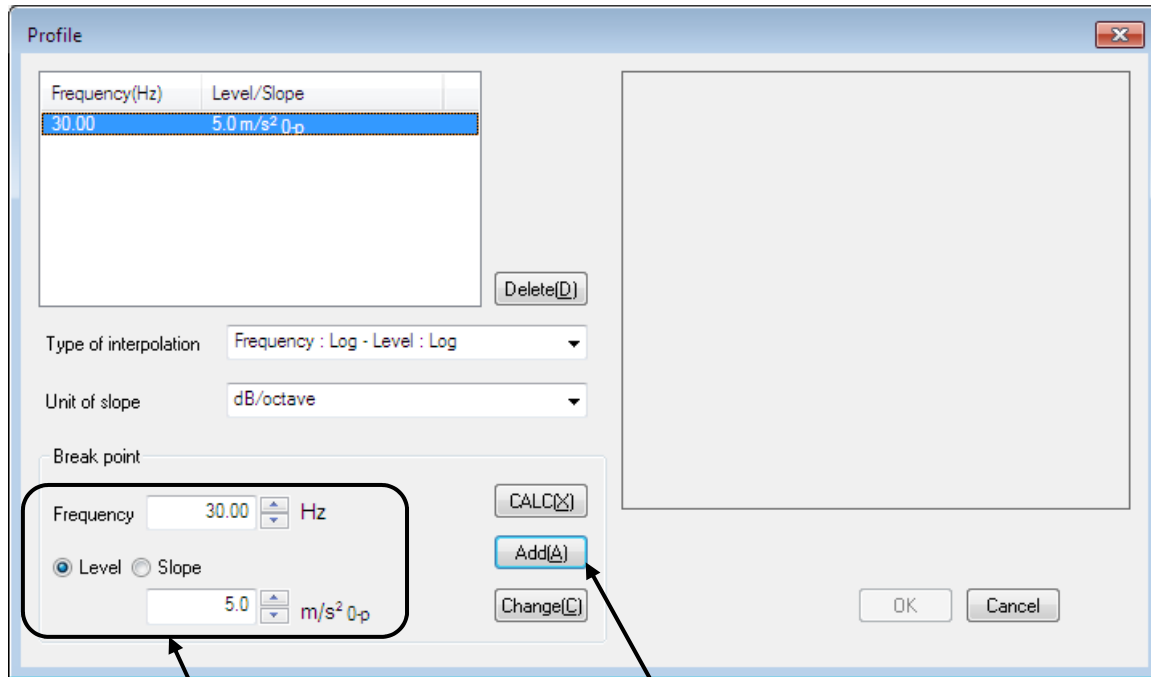 Profile
Frequency(Hz) Level/Slope
30.00 5.0 m/s² 0-p
Delete(D)
Type of interpolation Frequency : Log - Level : Log
Unit of slope dB/octave
Break point
Frequency 30.00 Hz
CALC(X)
Level Slope
Add(A)
5.0 m/s² 0-p
Change(C)
OK Cancel